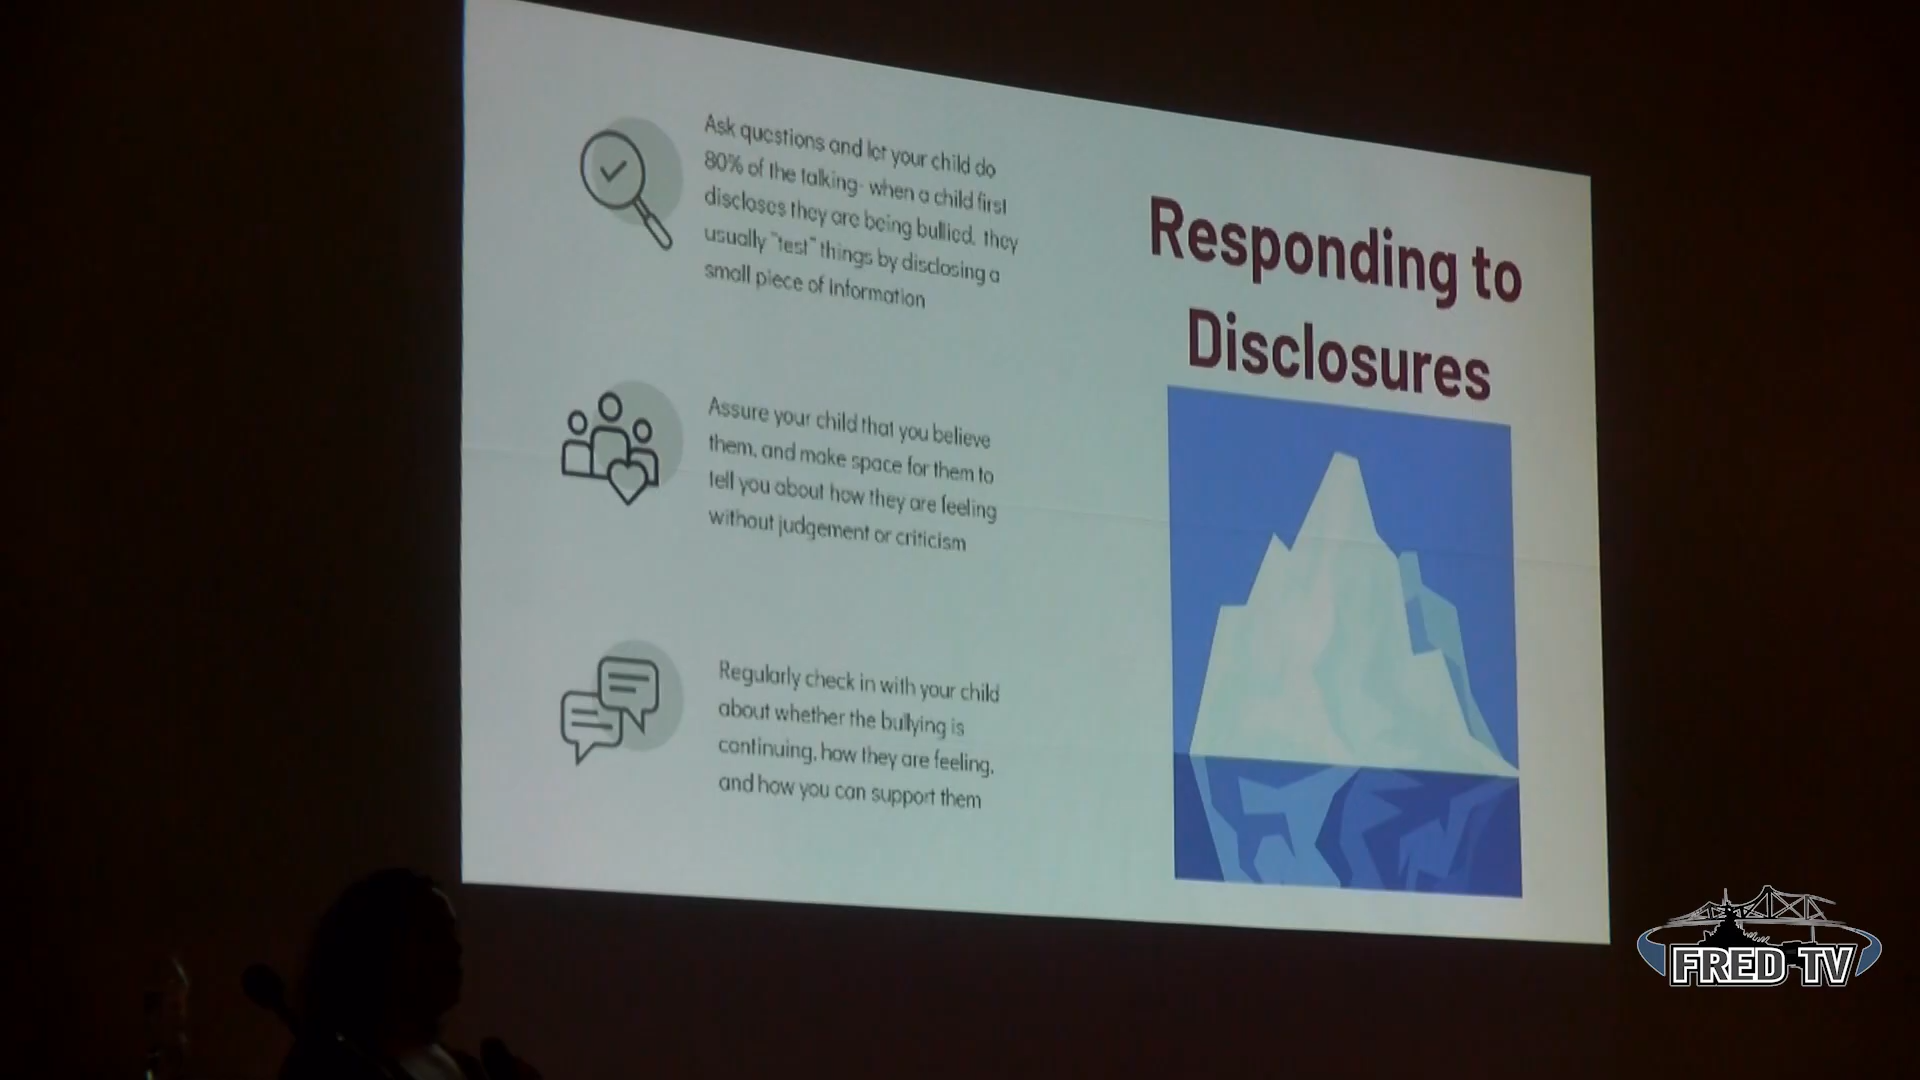 Ask questions and let your child do
80% of the talking- when a child first
discloses they are being bullied, they
usually "test" things by disclosing a
small piece of information
Assure your child that you believe
them, and make space for them to
tell you about how they are feeling
without judgement or criticism
Regularly check in with your child
about whether the bullying is
continuing, how they are feeling,
and how you can support them
Responding to
Disclosures
FRED TV